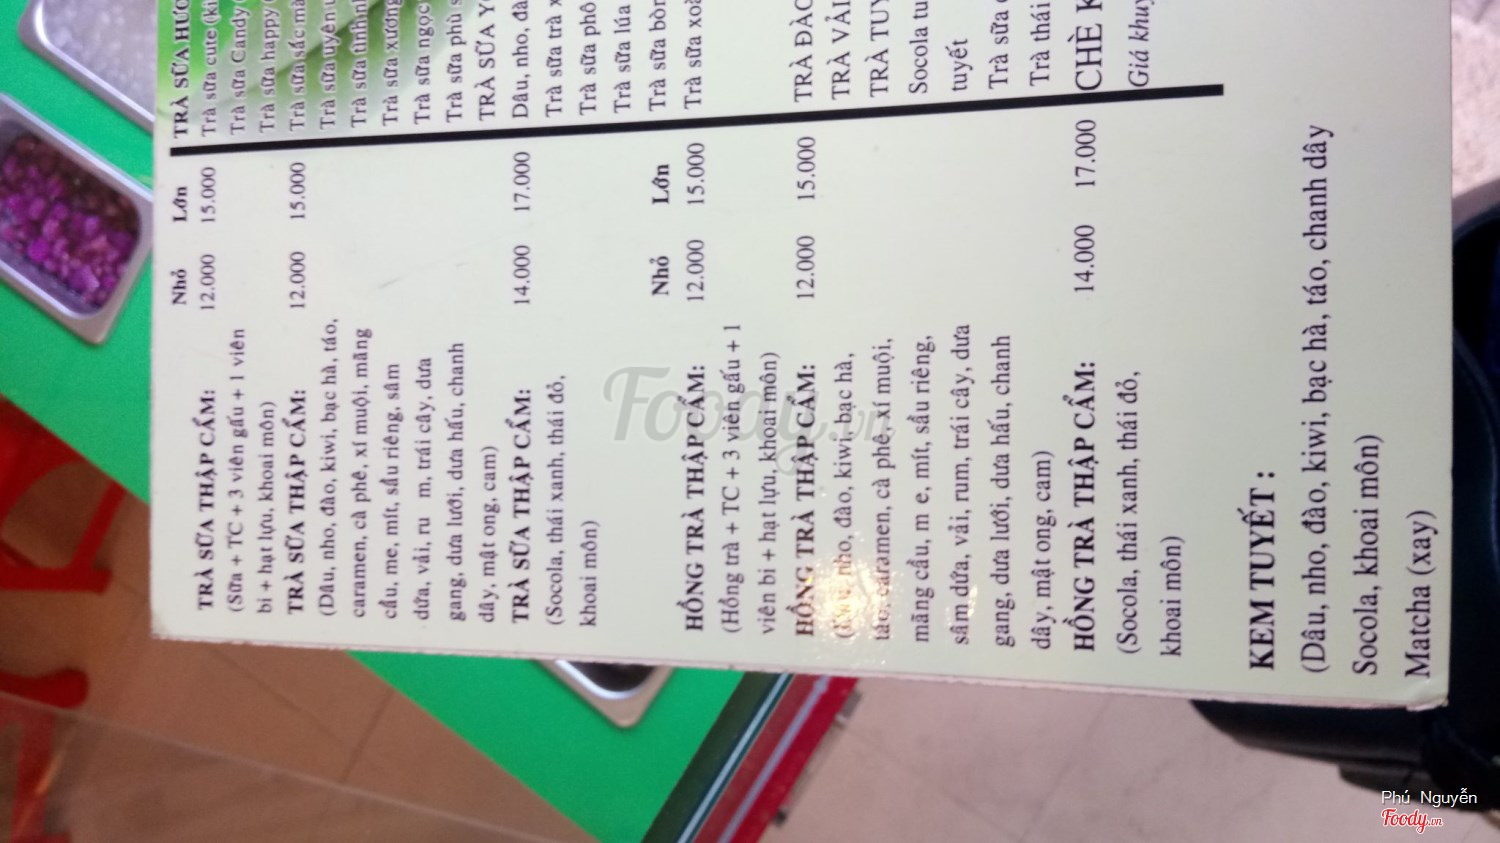 Nhỏ Lớn
TRÀ SỮA THẬP CẨM: 12.000 15.000
(Sữa + TC + 3 viên gấu + 1 viên
bi + hạt lựu, khoai môn)
TRÀ SỮA THẬP CẨM: 12.000 15.000
(Dâu, nho, đào, kiwi, bạc hà, táo,
caramen, cà phê, xí muội, mãng
cầu, me, mít, sầu riêng, sâm
dứa, vải, ru m, trái cây, dưa
gang, dưa lưới, dưa hấu, chanh
dây, mật ong, cam)
TRÀ SỮA THẬP CẨM: 14.000 17.000
(Socola, thái xanh, thái đỏ,
khoai môn)
Nhỏ Lớn
HỒNG TRÀ THẬP CẨM: 12.000 15.000
(Hồng trà + TC + 3 viên gấu + 1
viên bi + hạt lựu, khoai môn)
HỒNG TRÀ THẬP CẨM: 12.000 15.000
nho, đào, kiwi, bạc hà,
táo, caramen, cà phê, xí muội,
mãng cầu, m e, mít, sầu riêng,
sâm dứa, vải, rum, trái cây, dưa
gang, dưa lưới, dưa hấu, chanh
dây, mật ong, cam)
HỒNG TRÀ THẬP CẨM: 14.000 17.000
(Socola, thái xanh, thái đỏ,
khoai môn)
KEM TUYẾT :
(Dâu, nho, đào, kiwi, bạc hà, táo, chanh dây
Socola, khoai môn)
Matcha (xay)
TRÀ SỮA
Trà sữa cute
Trà sữa Candy
Trà sữa happy
Trà sữa sắc
Trà sữa uyên
Trà sữa tình
Trà sữa xương
Trà sữa ngọc
Trà sữa phù
TRÀ SỮA
Dâu, nho,
Trà sữa trà
Trà sữa phô
Trà sữa lúa
Trà sữa
Trà sữa
TRÀ
TRÀ VẢI
TRÀ
Socola
tuyết
Trà sữa
Trà thái
CHÈ
Giá
Foody.vn
Phú Nguyễn
Foody.vn